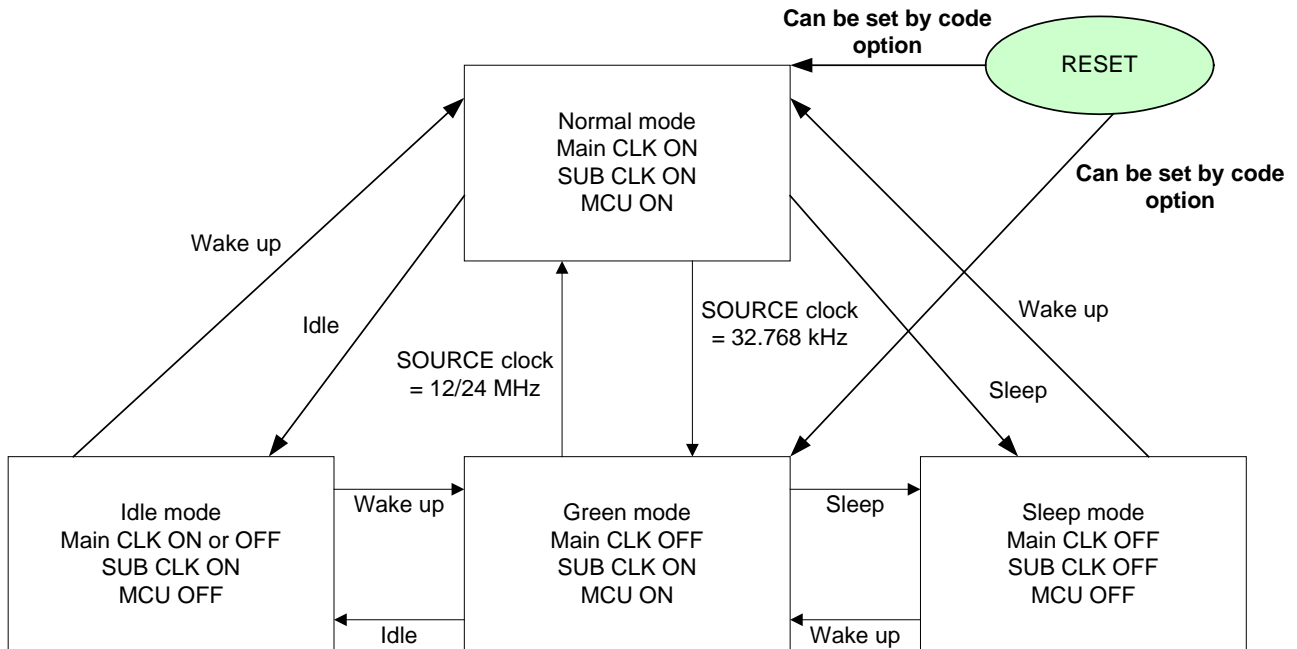 Can be set by code
option
RESET
Normal mode
Main CLK ON
SUB CLK ON
MCU ON
Can be set by code
option
Wake up
Idle
SOURCE clock
= 12/24 MHz
SOURCE clock
= 32.768 kHz
Wake up
Sleep
Idle mode
Main CLK ON or OFF
SUB CLK ON
MCU OFF
Wake up
Idle
Green mode
Main CLK OFF
SUB CLK ON
MCU ON
Sleep
Wake up
Sleep mode
Main CLK OFF
SUB CLK OFF
MCU OFF